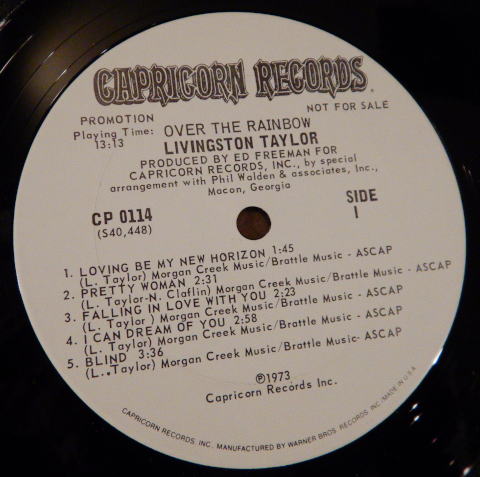 CAPRICORN RECORDS.
PROMOTION
NOT FOR SALE
Playing Time:
13:13
OVER THE RAINBOW
LIVINGSTON TAYLOR
PRODUCED BY ED FREEMAN FOR
CAPRICORN RECORDS, INC., by special
arrangement with Phil Walden & associates, Inc.,
Macon, Georgia
CP 0114
(S40,448)
SIDE
I
1. LOVING BE MY NEW HORIZON 1:45
(L. Taylor) Morgan Creek Music/Brattle Music - ASCAP
2. PRETTY WOMAN 2:31
(L. Taylor-N. Claflin) Morgan Creek Music/Brattle Music - ASCAP
3. FALLING IN LOVE WITH YOU 2:23
(L. Taylor ) Morgan Creek Music/Brattle Music - ASCAP
4. I CAN DREAM OF YOU 2:58
(L. Taylor) Morgan Creek Music/Brattle Music - ASCAP
5. BLIND 3:36
(L. Taylor) Morgan Creek Music/Brattle Music- ASCAP
℗1973
Capricorn Records Inc.
CAPRICORN RECORDS, INC. MANUFACTURED BY WARNER BROS. RECORDS INC./MADE IN U.S.A.